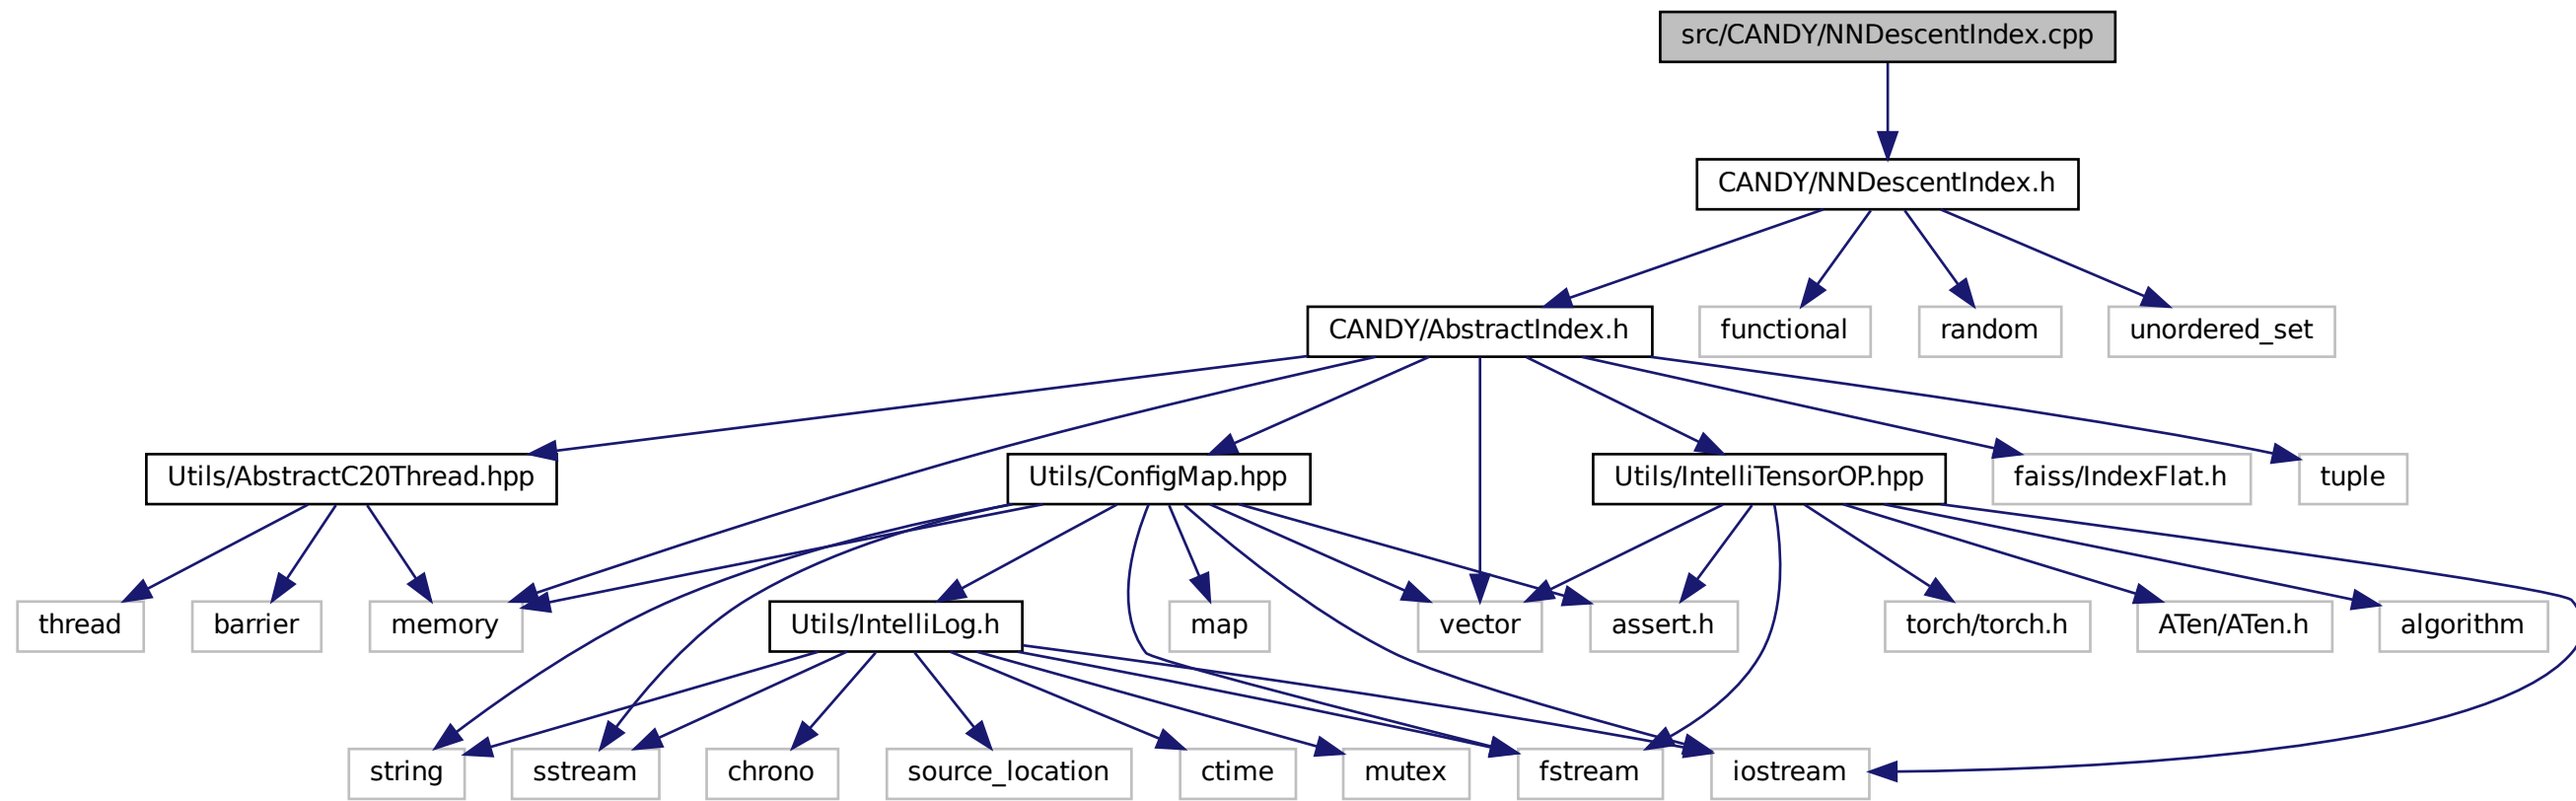 src/CANDY/NNDescentIndex.cpp
CANDY/NNDescentIndex.h
CANDY/AbstractIndex.h
functional
random
unordered_set
Utils/AbstractC20Thread.hpp
Utils/ConfigMap.hpp
Utils/IntelliTensorOP.hpp
faiss/IndexFlat.h
tuple
thread
barrier
memory
Utils/IntelliLog.h
map
vector
assert.h
torch/torch.h
ATen/ATen.h
algorithm
string
sstream
chrono
source_location
ctime
mutex
fstream
iostream